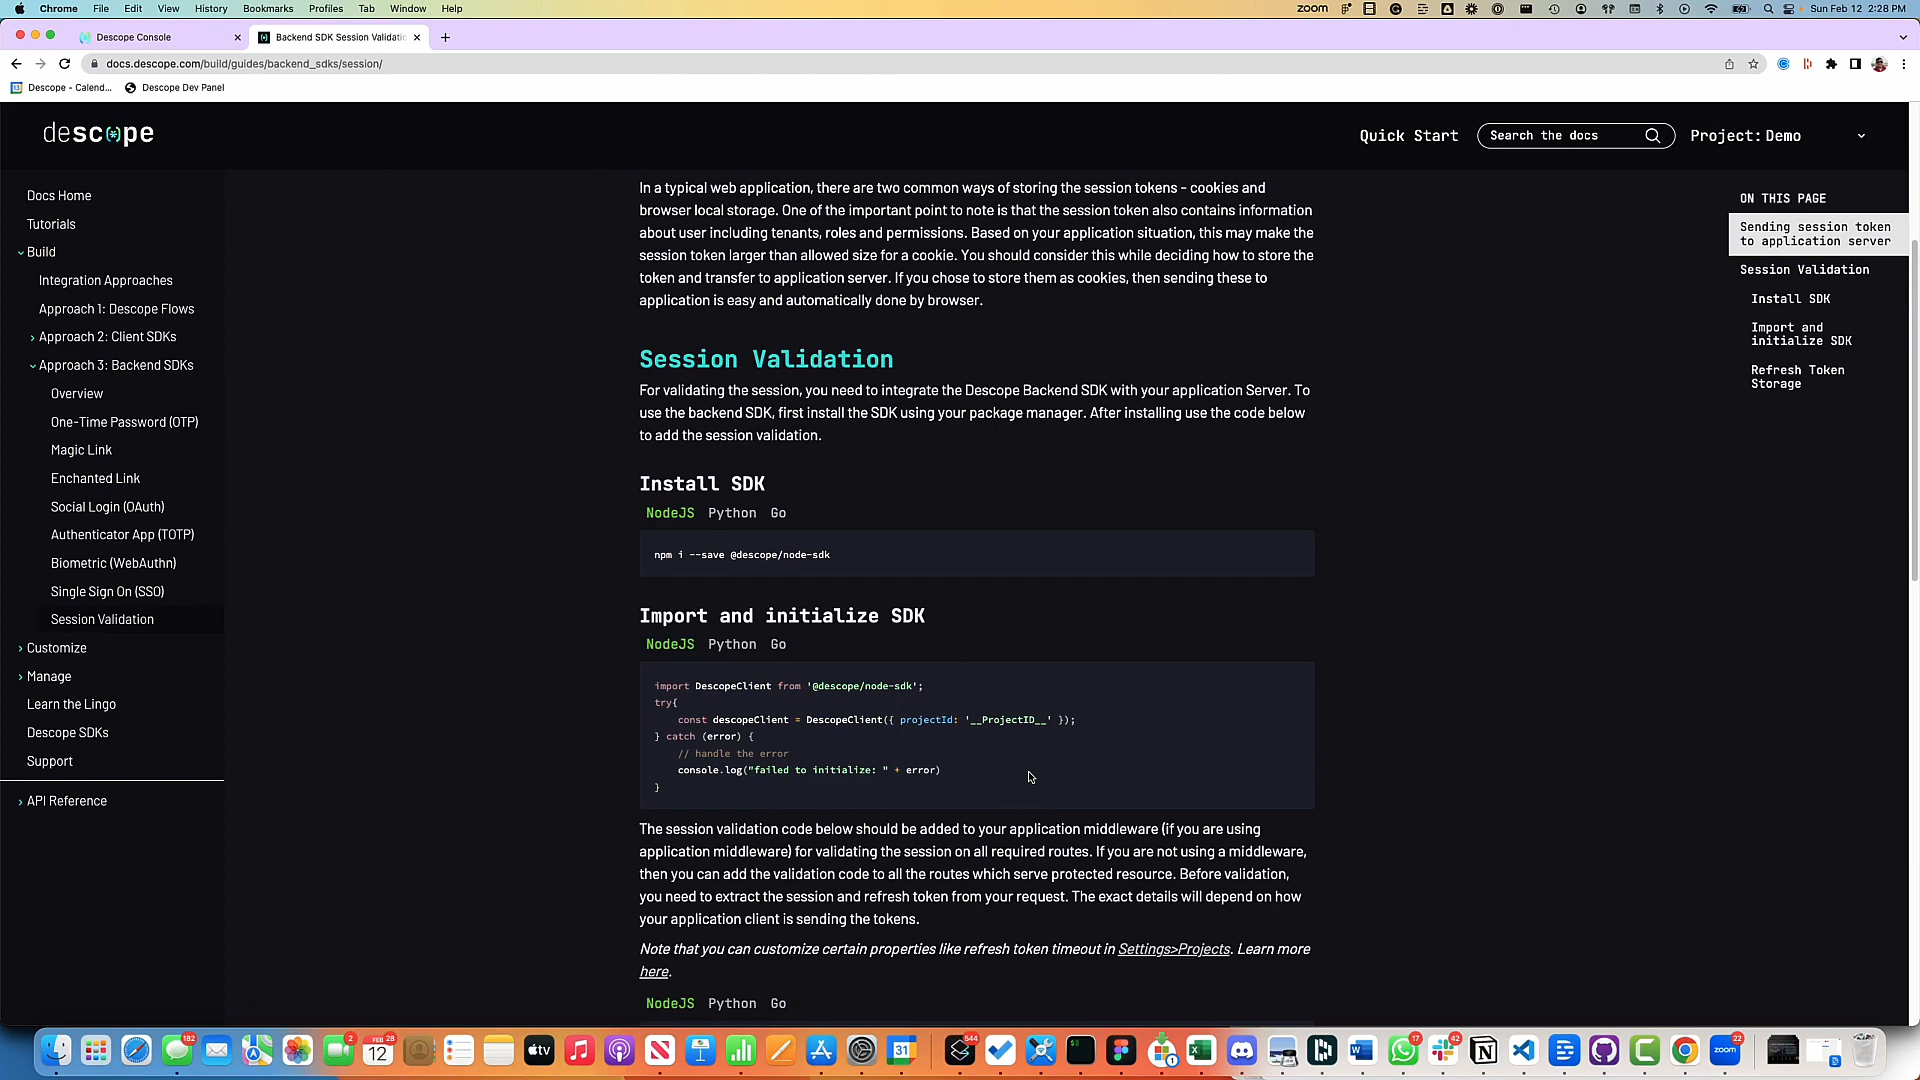 Chrome File Edit View History Bookmarks Profiles Tab Window Help
zoom
Sun Feb 12 2:28 PM
Descope Console
Backend SDK Session Validatio
docs.descope.com/build/guides/backend_sdks/session/
Descope - Calend...
Descope Dev Panel
descope
Quick Start
Search the docs
Project: Demo
Docs Home
Tutorials
Build
Integration Approaches
Approach 1: Descope Flows
Approach 2: Client SDKs
Approach 3: Backend SDKs
Overview
One-Time Password (OTP)
Magic Link
Enchanted Link
Social Login (OAuth)
Authenticator App (TOTP)
Biometric (WebAuthn)
Single Sign On (SSO)
Session Validation
Customize
Manage
Learn the Lingo
Descope SDKs
Support
API Reference
In a typical web application, there are two common ways of storing the session tokens - cookies and
browser local storage. One of the important point to note is that the session token also contains information
about user including tenants, roles and permissions. Based on your application situation, this may make the
session token larger than allowed size for a cookie. You should consider this while deciding how to store the
token and transfer to application server. If you chose to store them as cookies, then sending these to
application is easy and automatically done by browser.
Session Validation
For validating the session, you need to integrate the Descope Backend SDK with your application Server. To
use the backend SDK, first install the SDK using your package manager. After installing use the code below
to add the session validation.
Install SDK
NodeJS Python Go
npm i --save @descope/node-sdk
Import and initialize SDK
NodeJS Python Go
import DescopeClient from '@descope/node-sdk';
try{
const descopeClient = DescopeClient({ projectId: '__ProjectID__' });
} catch (error) {
// handle the error
console.log("failed to initialize: " + error)
}
The session validation code below should be added to your application middleware (if you are using
application middleware) for validating the session on all required routes. If you are not using a middleware,
then you can add the validation code to all the routes which serve protected resource. Before validation,
you need to extract the session and refresh token from your request. The exact details will depend on how
your application client is sending the tokens.
Note that you can customize certain properties like refresh token timeout in Settings>Projects. Learn more
here.
NodeJS Python Go
ON THIS PAGE
Sending session token
to application server
Session Validation
Install SDK
Import and
initialize SDK
Refresh Token
Storage
182
2
FEB 28
12
tv
31
644
1
17
42
zoom
22